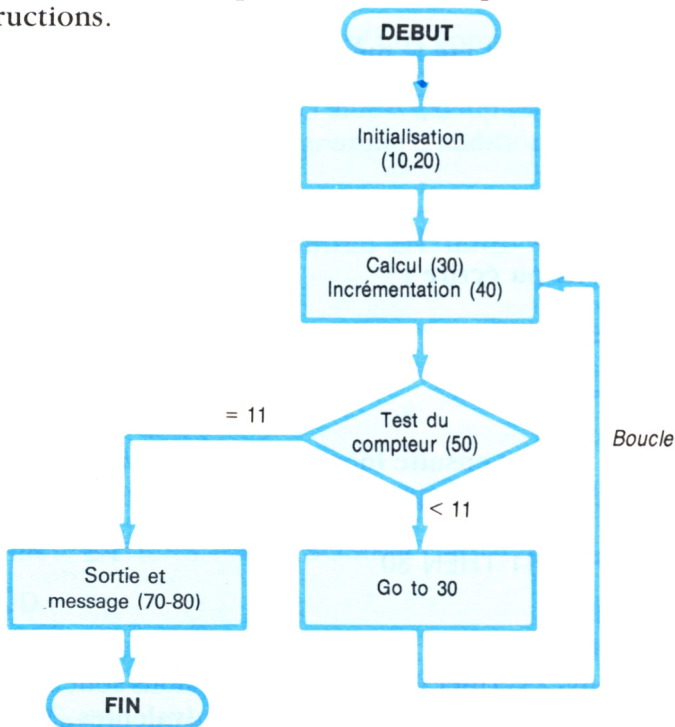 ructions.
DEBUT
Initialisation
(10,20)
Calcul (30)
Incrémentation (40)
= 11
Test du
compteur (50)
Boucle
< 11
Sortie et
message (70-80)
Go to 30
FIN